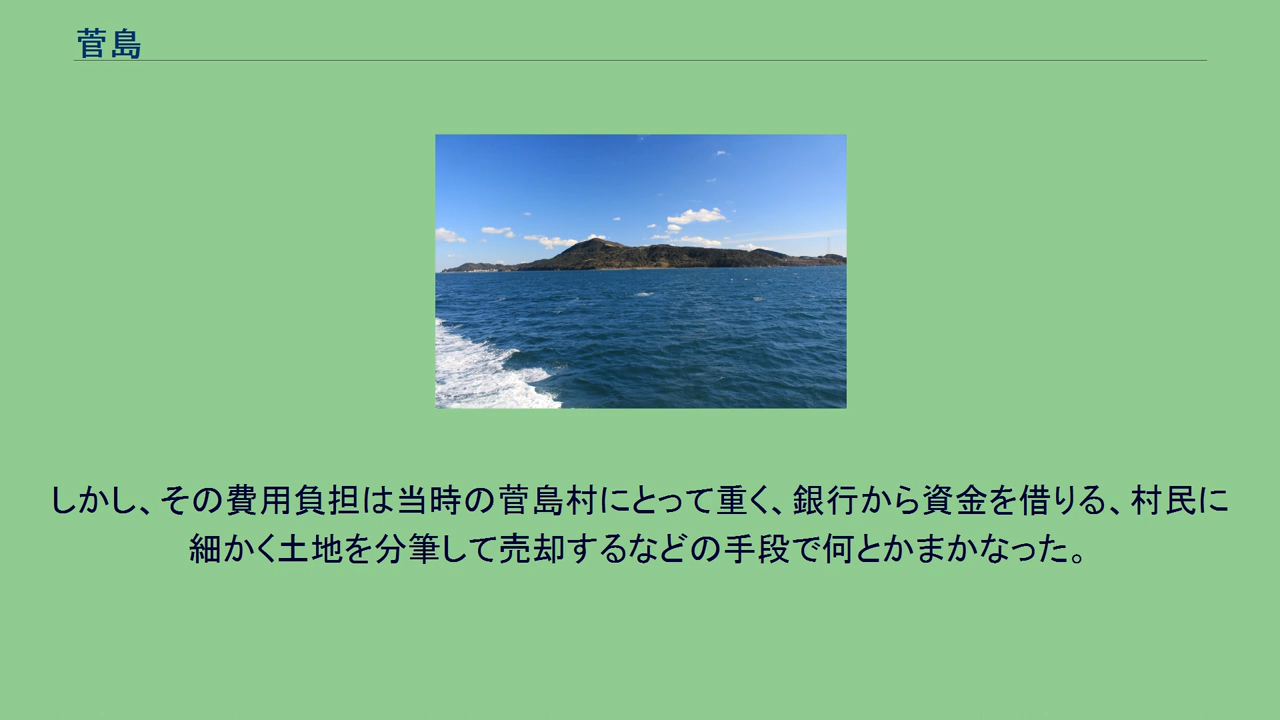 菅島
しかし、その費用負担は当時の菅島村にとって重く、銀行から資金を借りる、村民に
細かく土地を分筆して売却するなどの手段で何とかまかなった。